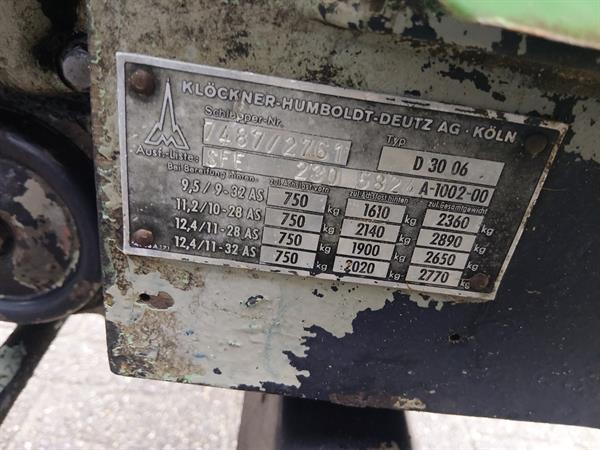 KLÖCKNER-HUMBOLDT-DEUTZ AG · KÖLN
Schlepper-Nr. 7487/2761 Typ D 30 06
Ausf.-Liste: SFF 230 582 A-1002-00
Bei Bereifung hinten: zul. Achslast vorn zul. Achslast hinten zul. Gesamtgewicht
9,5/9-32 AS 750 kg 1610 kg 2360 kg
11,2/10-28 AS 750 kg 2140 kg 2890 kg
12,4/11-28 AS 750 kg 1900 kg 2650 kg
12,4/11-32 AS 750 kg 2020 kg 2770 kg